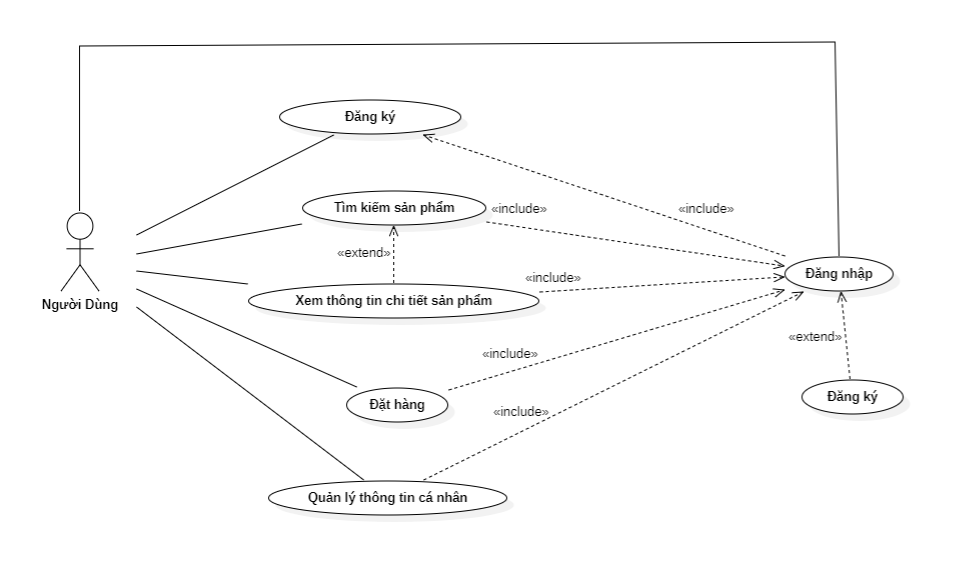 Đăng ký
Tìm kiếm sản phẩm
«include»
«include»
«extend»
Người Dùng
Xem thông tin chi tiết sản phẩm
«include»
Đăng nhập
«include»
«extend»
Đặt hàng
Đăng ký
«include»
Quản lý thông tin cá nhân